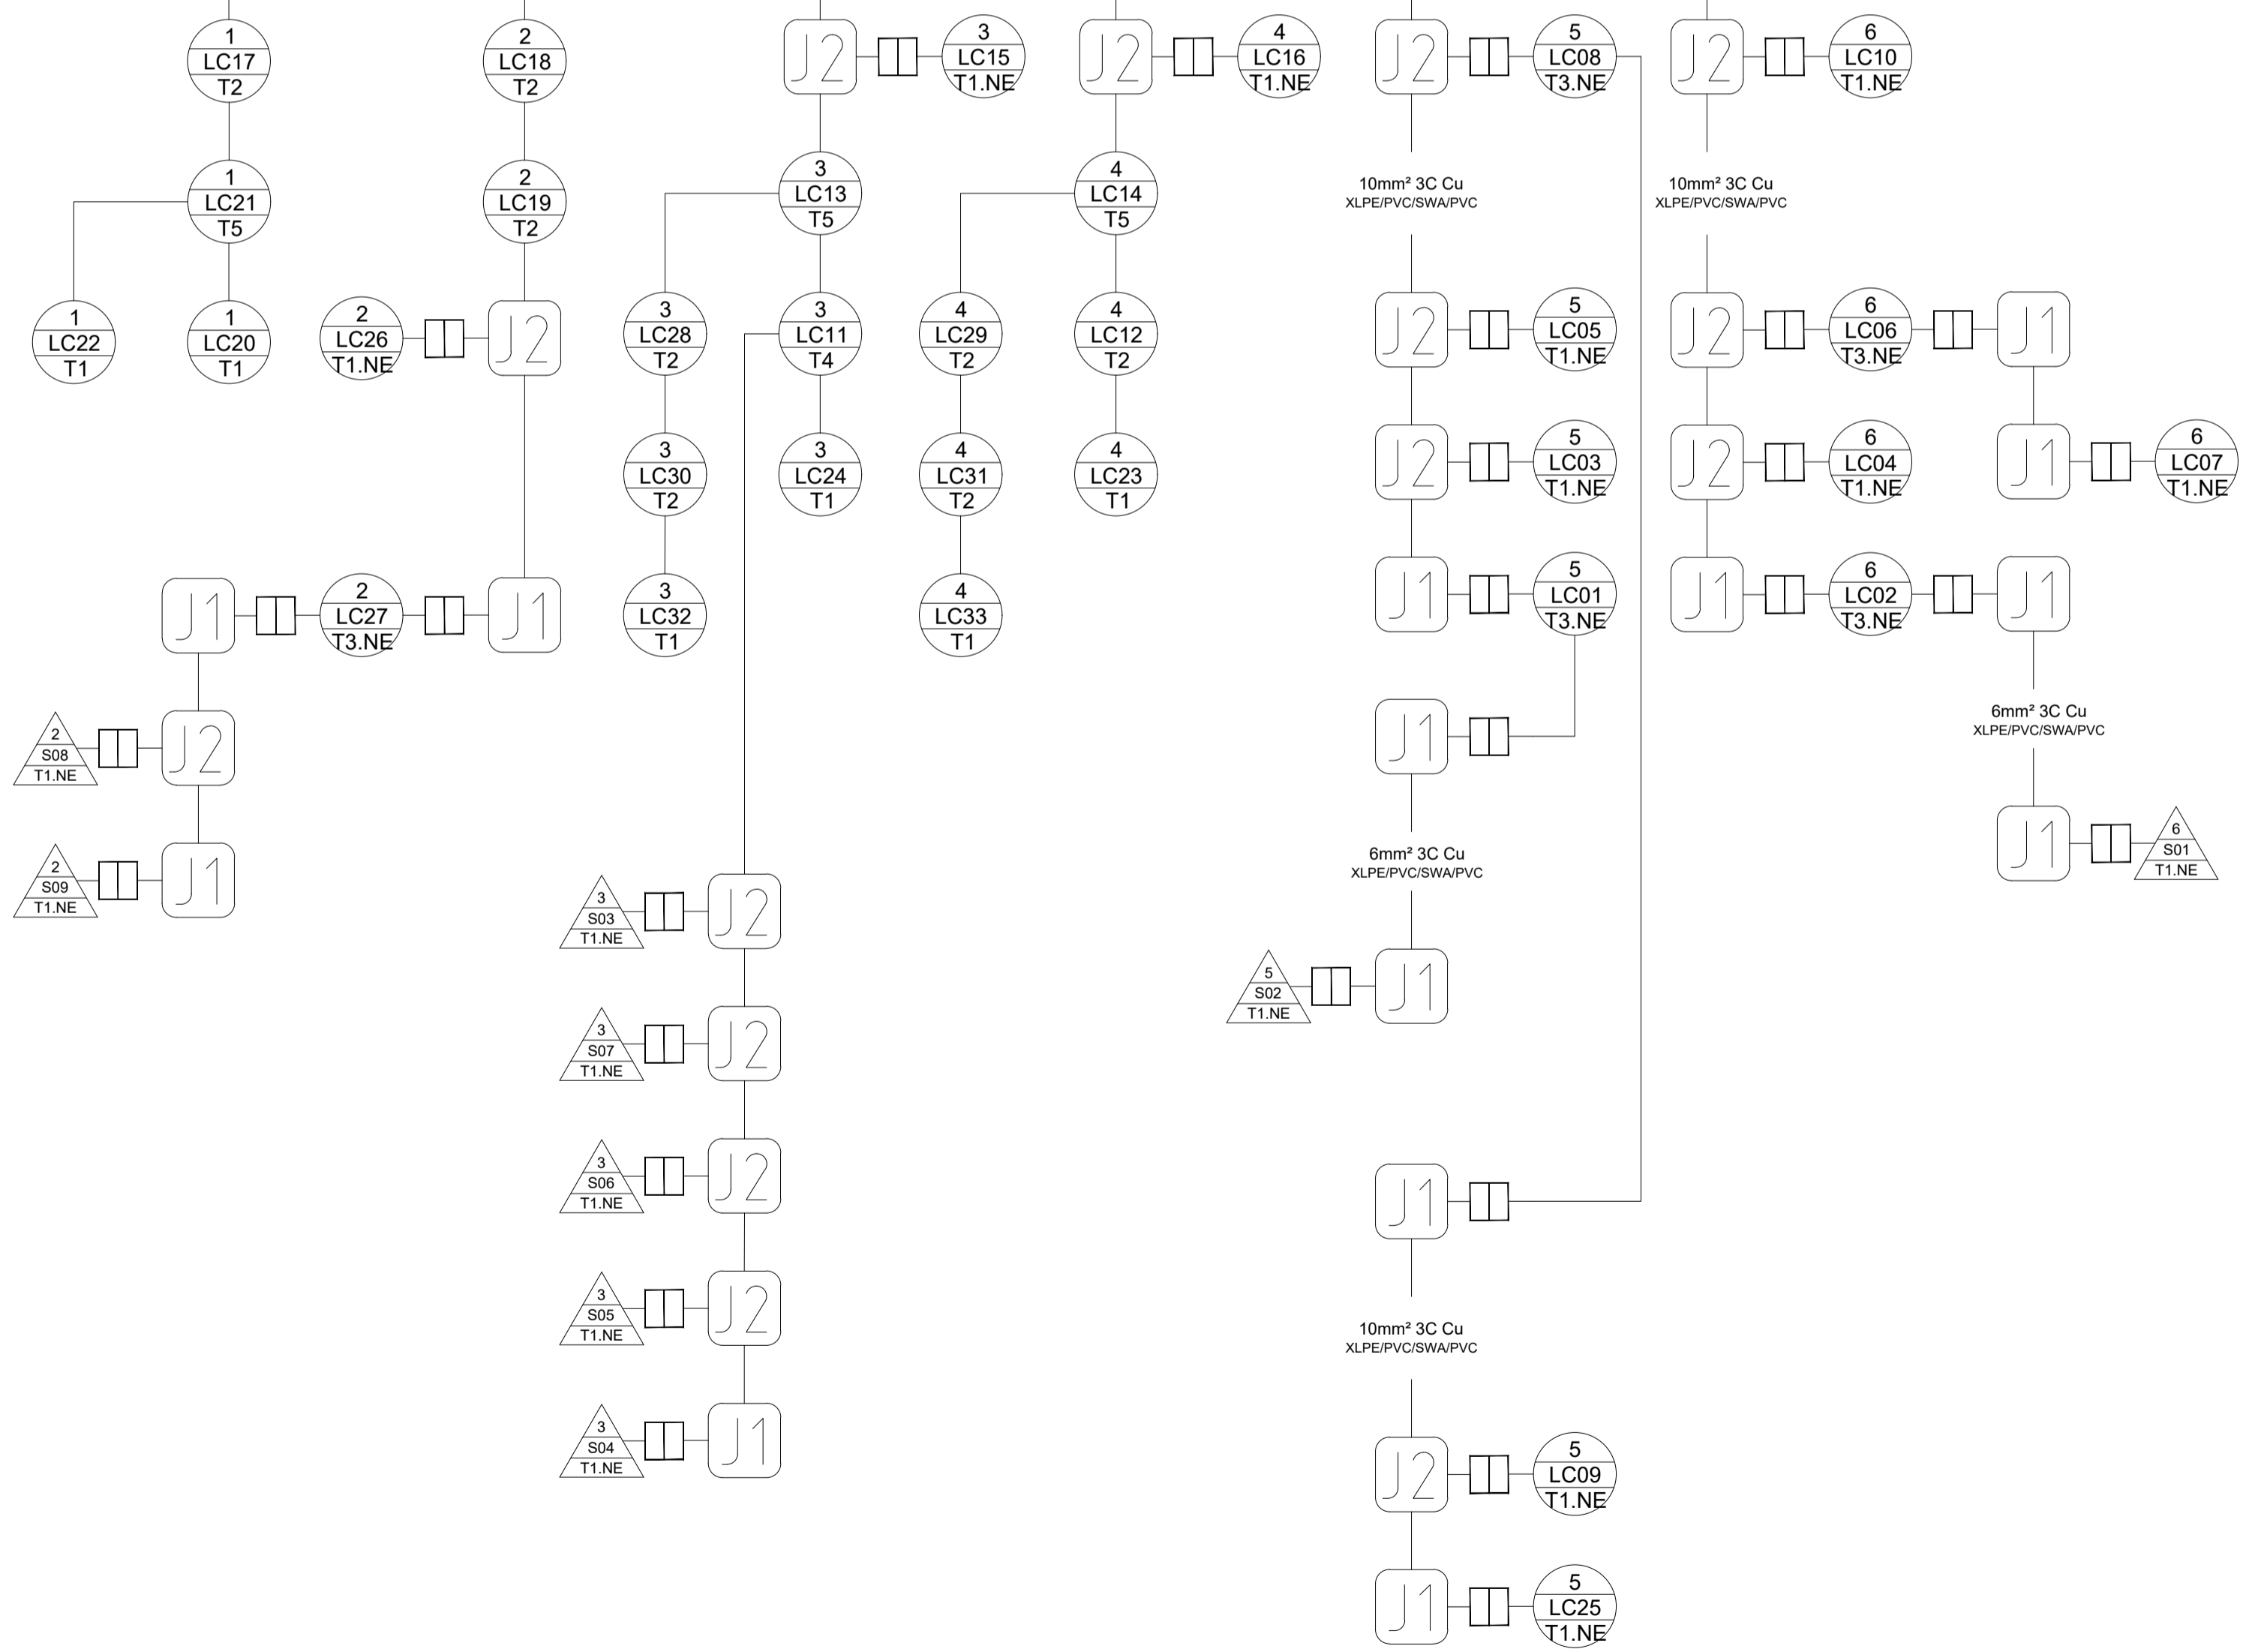 1
LC17
T2
2
LC18
T2
J2
3
LC15
T1.NE
J2
4
LC16
T1.NE
J2
5
LC08
T3.NE
J2
6
LC10
T1.NE
1
LC21
T5
2
LC19
T2
3
LC13
T5
4
LC14
T5
10mm² 3C Cu
XLPE/PVC/SWA/PVC
10mm² 3C Cu
XLPE/PVC/SWA/PVC
1
LC22
T1
1
LC20
T1
2
LC26
T1.NE
J2
3
LC28
T2
3
LC11
T4
4
LC29
T2
4
LC12
T2
J2
5
LC05
T1.NE
J2
6
LC06
T3.NE
J1
3
LC30
T2
3
LC24
T1
4
LC31
T2
4
LC23
T1
J2
5
LC03
T1.NE
J2
6
LC04
T1.NE
J1
6
LC07
T1.NE
J1
2
LC27
T3.NE
J1
3
LC32
T1
4
LC33
T1
J1
5
LC01
T3.NE
J1
6
LC02
T3.NE
J1
2
S08
T1.NE
J2
J1
6mm² 3C Cu
XLPE/PVC/SWA/PVC
2
S09
T1.NE
J1
6mm² 3C Cu
XLPE/PVC/SWA/PVC
J1
6
S01
T1.NE
3
S03
T1.NE
J2
5
S02
T1.NE
J1
3
S07
T1.NE
J2
3
S06
T1.NE
J2
J1
3
S05
T1.NE
J2
10mm² 3C Cu
XLPE/PVC/SWA/PVC
3
S04
T1.NE
J1
J2
5
LC09
T1.NE
J1
5
LC25
T1.NE